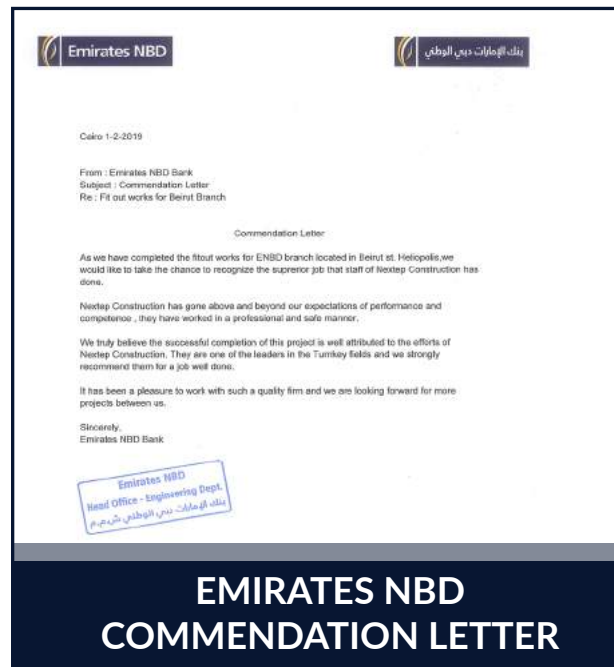 Emirates NBD
بنك الإمارات دبي الوطني
Cairo 1-2-2019
From : Emirates NBD Bank
Subject : Commendation Letter
Re : Fit out works for Beirut Branch
Commendation Letter
As we have completed the fitout works for ENBD branch located in Beirut st. Heliopolis,we
would like to take the chance to recognize the suprerior job that staff of Nextep Construction has
done.
Nextep Construction has gone above and beyond our expectations of performance and
competence , they have worked in a professional and safe manner.
We truly believe the successful completion of this project is well attributed to the efforts of
Nextep Construction. They are one of the leaders in the Turnkey fields and we strongly
recommend them for a job well done.
It has been a pleasure to work with such a quality firm and we are looking forward for more
projects between us.
Sincerely,
Emirates NBD Bank
Emirates NBD
Head Office - Engineering Dept.
بنك الإمارات دبي الوطني ش.م.م
EMIRATES NBD
COMMENDATION LETTER